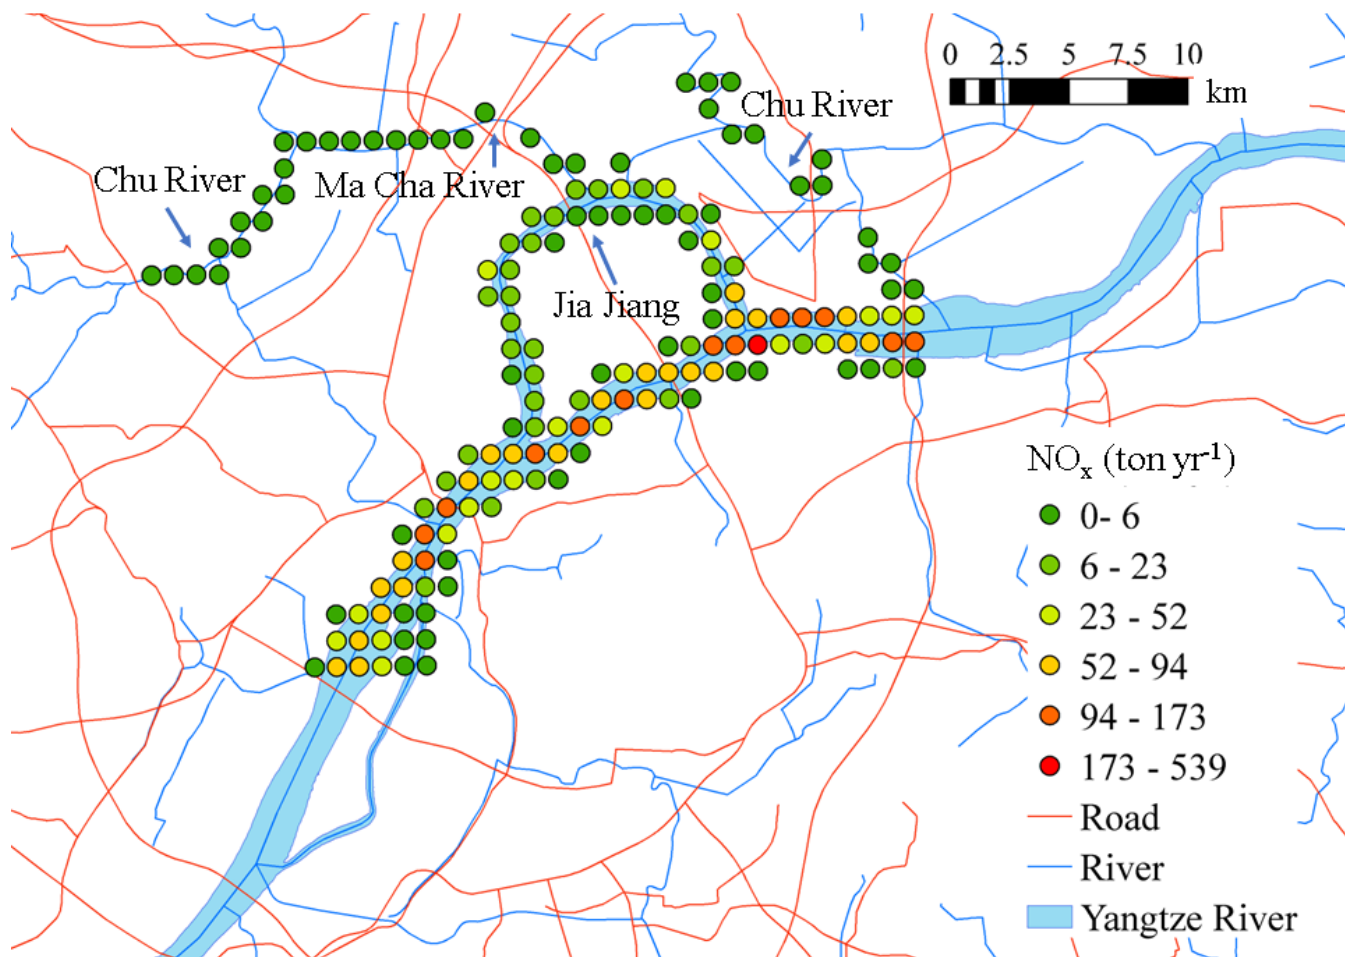 0 2.5 5 7.5 10
km
Chu River
Chu River
Ma Cha River
Jia Jiang
NOx (ton yr-1)
0- 6
6 - 23
23 - 52
52 - 94
94 - 173
173 - 539
Road
River
Yangtze River